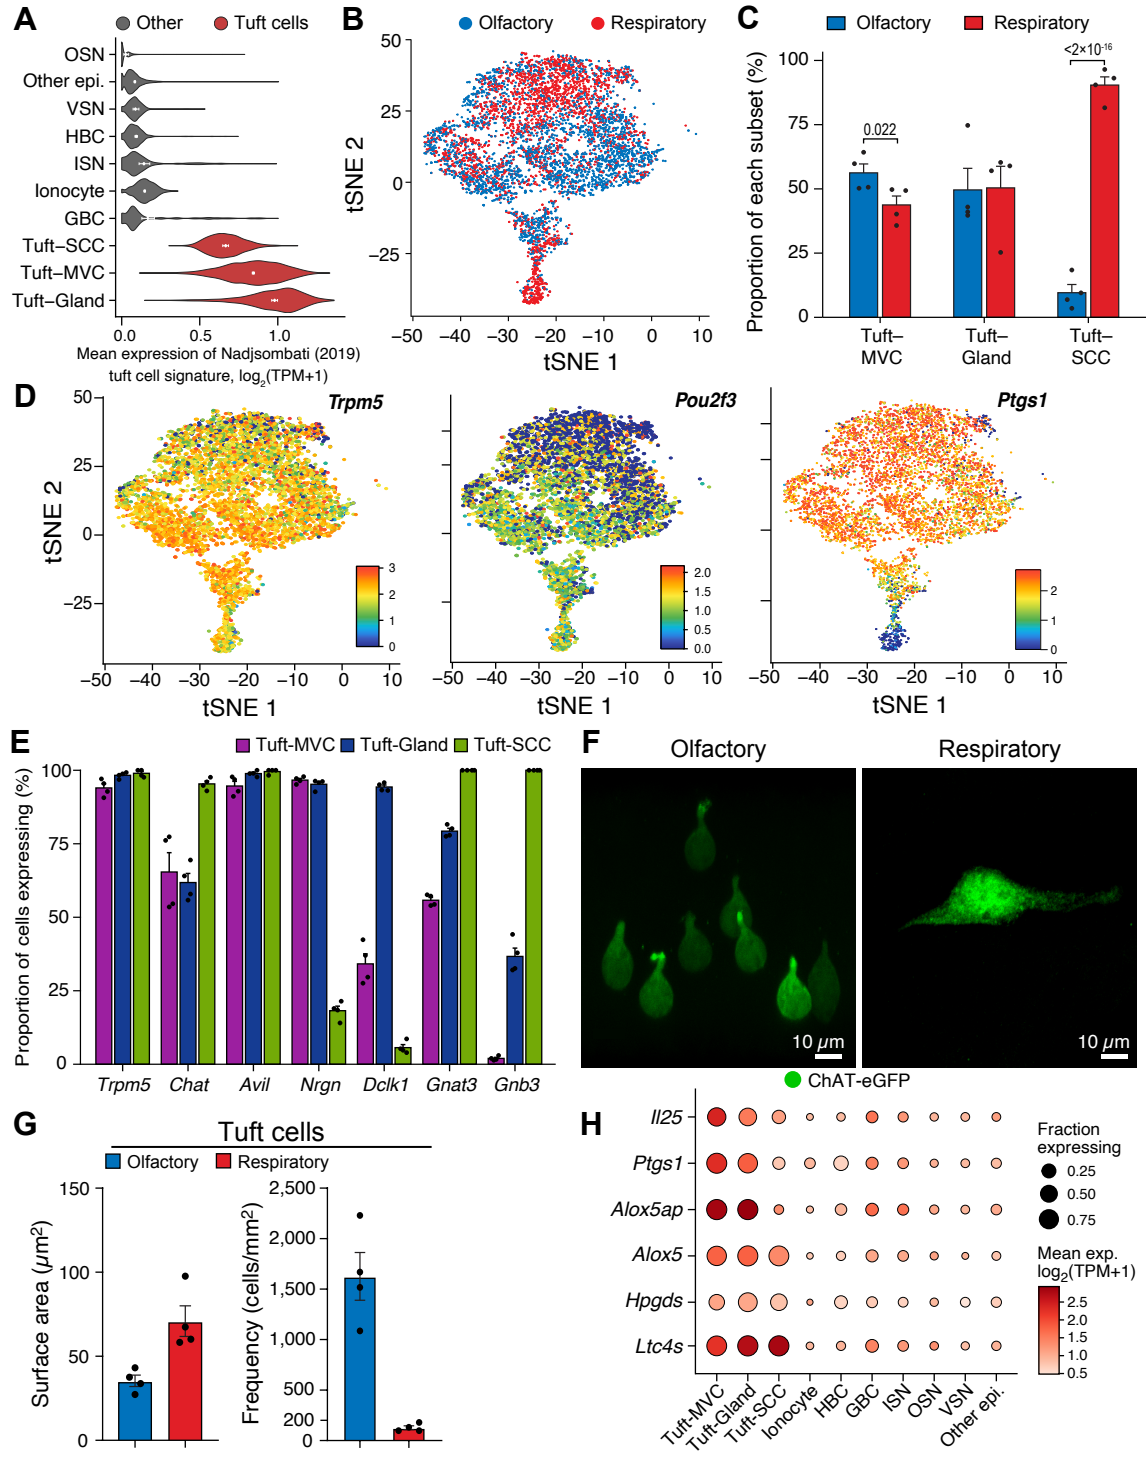 A
Other
Tuft cells
OSN
Other epi.
VSN
HBC
ISN
Ionocyte
GBC
Tuft–SCC
Tuft–MVC
Tuft–Gland
0.0
0.5
1.0
Mean expression of Nadjsombati (2019)
tuft cell signature, log2(TPM+1)
B
Olfactory
Respiratory
50
25
0
−25
tSNE 2
−50
−40
−30
−20
−10
0
10
tSNE 1
C
Olfactory
Respiratory
Proportion of each subset (%)
100
75
50
25
0
0.022
<2×10-16
Tuft–
MVC
Tuft–
Gland
Tuft–
SCC
D
50
25
0
−25
tSNE 2
Trpm5
3
2
1
0
−50
−40
−30
−20
−10
0
10
tSNE 1
Pou2f3
2.0
1.5
1.0
0.5
0.0
−50
−40
−30
−20
−10
0
10
tSNE 1
Ptgs1
2
1
0
−50
−40
−30
−20
−10
0
10
tSNE 1
E
Tuft-MVC
Tuft-Gland
Tuft-SCC
Proportion of cells expressing (%)
100
75
50
25
0
Trpm5
Chat
Avil
Nrgn
Dclk1
Gnat3
Gnb3
F
Olfactory
Respiratory
10 µm
10 µm
ChAT-eGFP
G
Tuft cells
Olfactory
Respiratory
Surface area (µm2)
150
100
50
0
Frequency (cells/mm2)
2,500
2,000
1,500
1,000
500
200
0
H
Il25
Ptgs1
Alox5ap
Alox5
Hpgds
Ltc4s
Tuft-MVC
Tuft-Gland
Tuft-SCC
Ionocyte
HBC
GBC
ISN
OSN
VSN
Other epi.
Fraction
expressing
0.25
0.50
0.75
Mean exp.
log2(TPM+1)
2.5
2.0
1.5
1.0
0.5